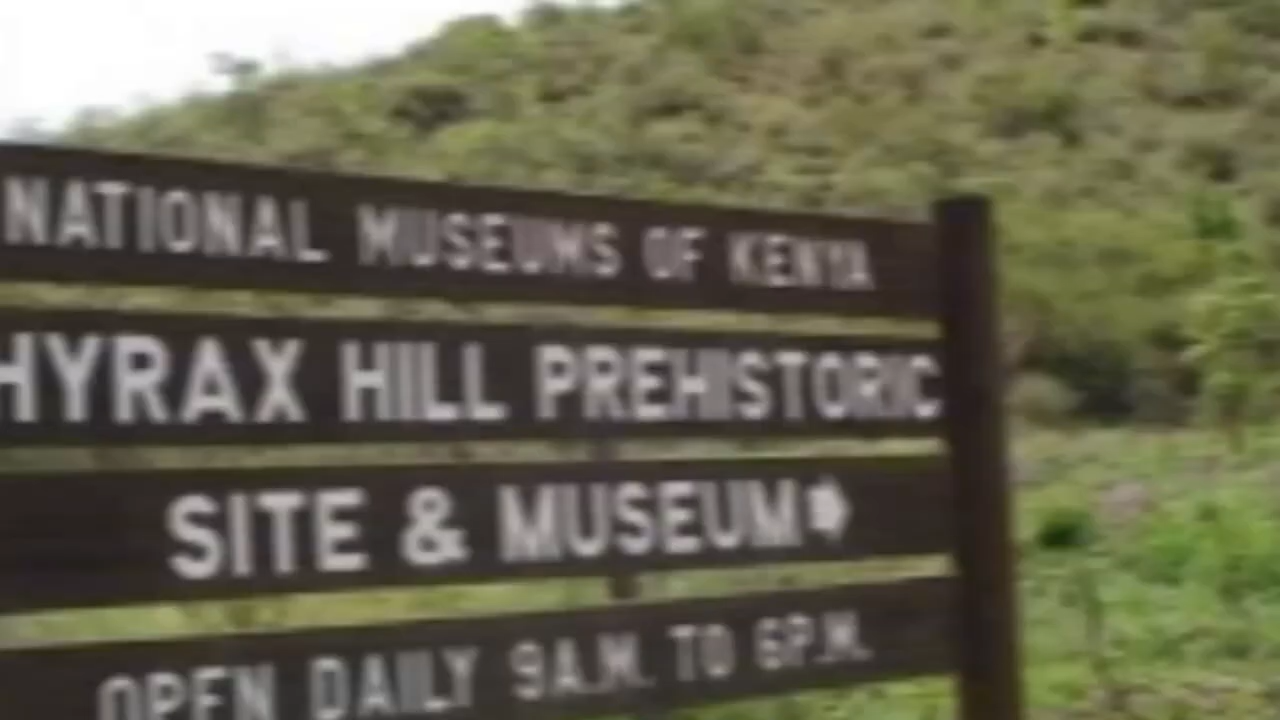 NATIONAL MUSEUMS OF KENYA
HYRAX HILL PREHISTORIC
SITE & MUSEUM
OPEN DAILY 9A.M. TO 6P.M.